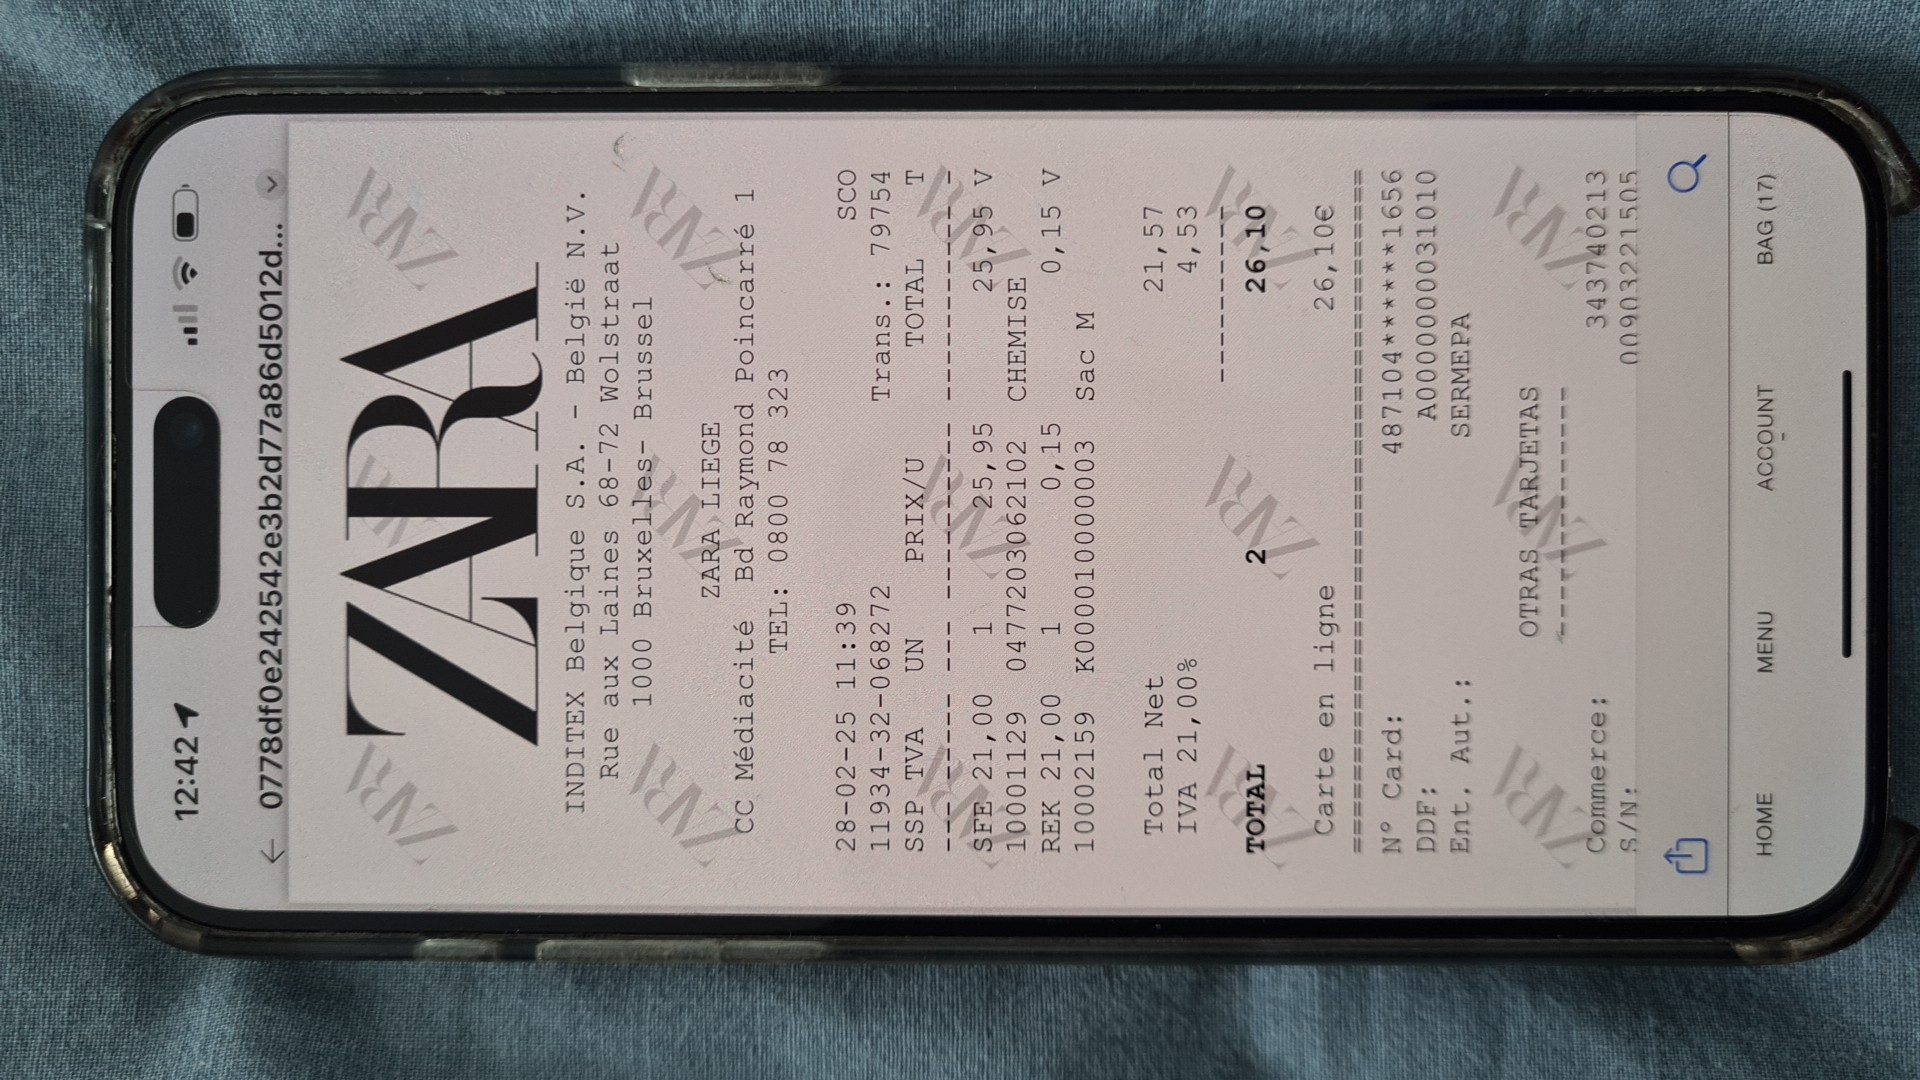 12:42
0778df0e242542e3b2d77a86d5012d...
ZARA
INDITEX Belgique S.A. - België N.V.
Rue aux Laines 68-72 Wolstraat
1000 Bruxelles- Brussel
ZARA LIEGE
CC Médiacité Bd Raymond Poincarré 1
TEL: 0800 78 323
28-02-25 11:39 SCO
11934-32-068272 Trans.: 79754
SSP TVA UN PRIX/U TOTAL T
SFE 21,00 1 25,95 25,95 V
10001129 0477203062102 CHEMISE
REK 21,00 1 0,15 0,15 V
10002159 K000010000003 Sac M
Total Net 21,57
IVA 21,00% 4,53
TOTAL 2 26,10
Carte en ligne 26,10€
Nº Card: 487104******1656
DDF: A0000000031010
Ent. Aut.: SERMEPA
OTRAS TARJETAS
Commerce: 343740213
S/N: 00903221505
HOME MENU ACCOUNT BAG (17)